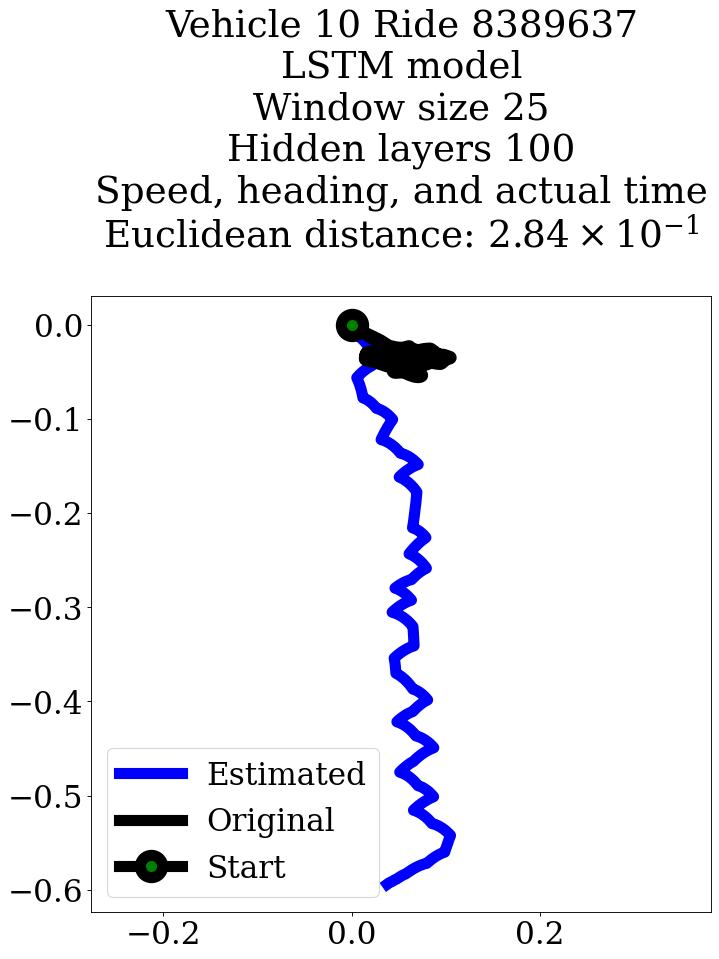 Vehicle 10 Ride 8389637
LSTM model
Window size 25
Hidden layers 100
Speed, heading, and actual time
Euclidean distance: 2.84 × 10⁻¹
0.0
−0.1
−0.2
−0.3
−0.4
−0.5
−0.6
Estimated
Original
Start
−0.2
0.0
0.2